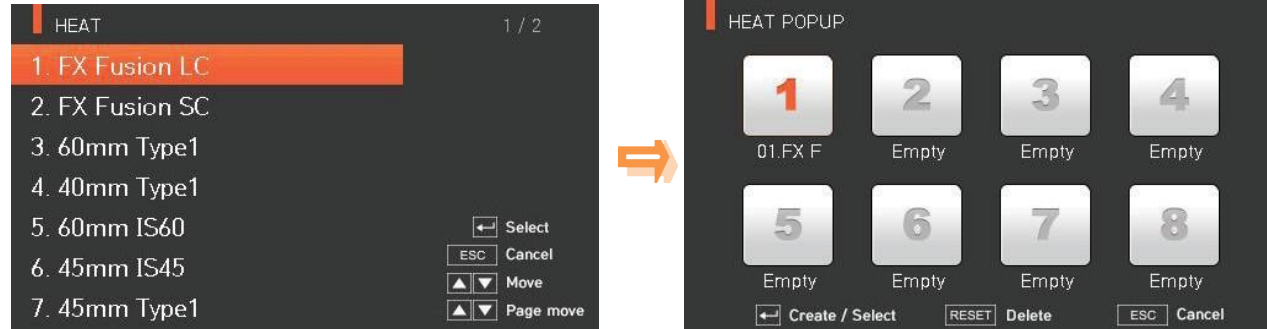 HEAT 1 / 2
1. FX Fusion LC
2. FX Fusion SC
3. 60mm Type1
4. 40mm Type1
5. 60mm IS60
6. 45mm IS45
7. 45mm Type1
Select
ESC Cancel
Move
Page move
HEAT POPUP
1 2 3 4
01.FX F Empty Empty Empty
5 6 7 8
Empty Empty Empty Empty
Create / Select RESET Delete ESC Cancel